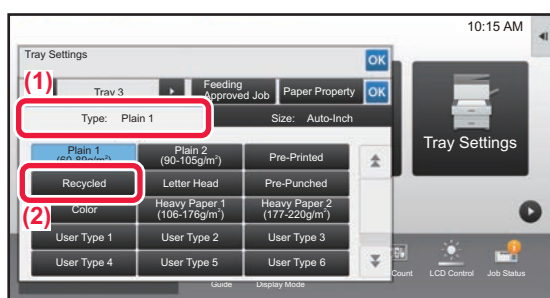 10:15 AM
Tray Settings
OK
(1)
Tray 3
Feeding
Approved Job
Paper Property
OK
Type: Plain 1
Size: Auto-Inch
Tray Settings
Plain 1
(60-89g/m²)
Plain 2
(90-105g/m²)
Pre-Printed
Recycled
Letter Head
Pre-Punched
(2)
Color
Heavy Paper 1
(106-176g/m²)
Heavy Paper 2
(177-220g/m²)
User Type 1
User Type 2
User Type 3
User Type 4
User Type 5
User Type 6
Count
LCD Control
Job Status
Guide
Display Mode